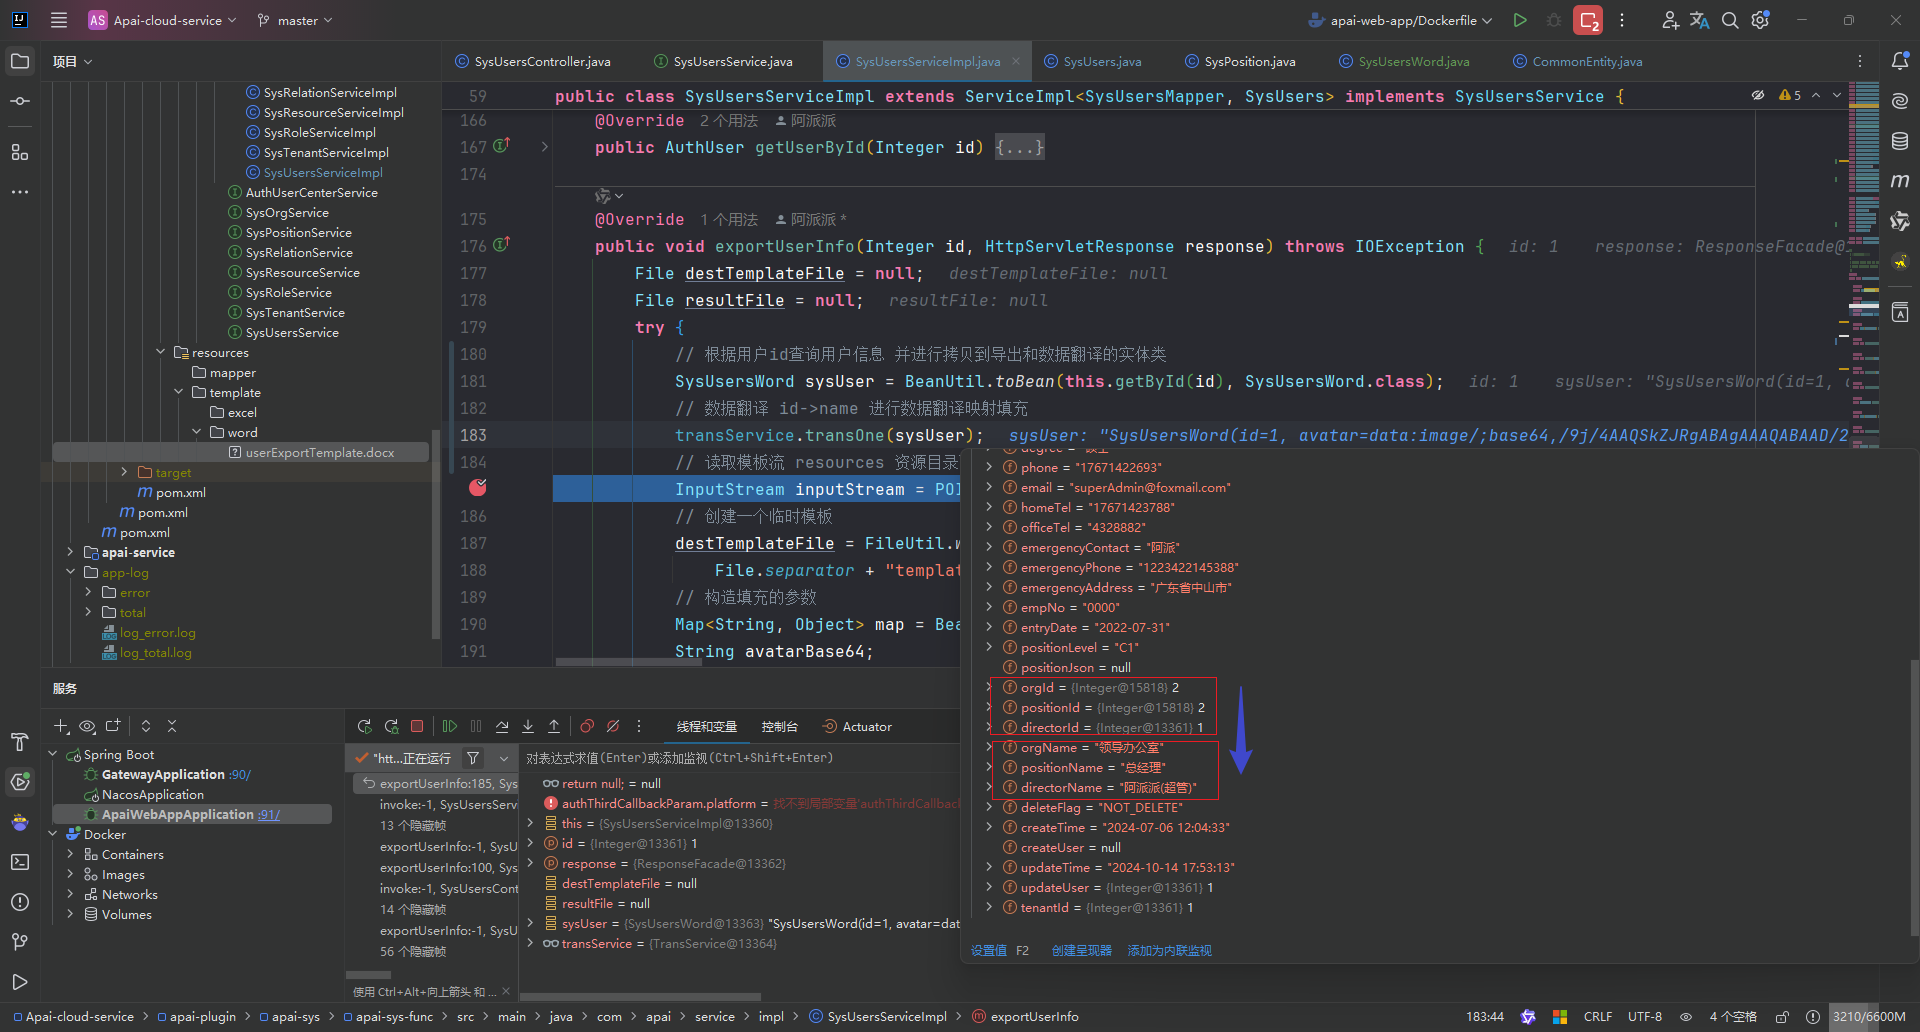 Apai-cloud-service
master
apai-web-app/Dockerfile
项目
SysUsersController.java
SysUsersService.java
SysUsersServiceImpl.java
SysUsers.java
SysPosition.java
SysUsersWord.java
CommonEntity.java
SysRelationServiceImpl
SysResourceServiceImpl
SysRoleServiceImpl
SysTenantServiceImpl
SysUsersServiceImpl
AuthUserCenterService
SysOrgService
SysPositionService
SysRelationService
SysResourceService
SysRoleService
SysTenantService
SysUsersService
resources
mapper
template
excel
word
userExportTemplate.docx
target
pom.xml
pom.xml
pom.xml
apai-service
app-log
error
total
log_error.log
log_total.log
59 public class SysUsersServiceImpl extends ServiceImpl<SysUsersMapper, SysUsers> implements SysUsersService {
5
166 @Override 2 个用法 阿派派
167 public AuthUser getUserById(Integer id) {...}
174
175 @Override 1 个用法 阿派派 *
176 public void exportUserInfo(Integer id, HttpServletResponse response) throws IOException { id: 1 response: ResponseFacade@
177 File destTemplateFile = null; destTemplateFile: null
178 File resultFile = null; resultFile: null
179 try {
180 // 根据用户id查询用户信息 并进行拷贝到导出和数据翻译的实体类
181 SysUsersWord sysUser = BeanUtil.toBean(this.getById(id), SysUsersWord.class); id: 1 sysUser: "SysUsersWord(id=1,
182 // 数据翻译 id->name 进行数据翻译映射填充
183 transService.transOne(sysUser); sysUser: "SysUsersWord(id=1, avatar=data:image/;base64,/9j/4AAQSkZJRgABAgAAAQABAAD/2
184 // 读取模板流 resources 资源目录
InputStream inputStream = POI
186 // 创建一个临时模板
187 destTemplateFile = FileUtil.w
188 File.separator + "templat
189 // 构造填充的参数
190 Map<String, Object> map = Bea
191 String avatarBase64;
phone = "17671422693"
email = "superAdmin@foxmail.com"
homeTel = "17671423788"
officeTel = "4328882"
emergencyContact = "阿派"
emergencyPhone = "1223422145388"
emergencyAddress = "广东省中山市"
empNo = "0000"
entryDate = "2022-07-31"
positionLevel = "C1"
positionJson = null
orgId = {Integer@15818} 2
positionId = {Integer@15818} 2
directorId = {Integer@13361} 1
orgName = "领导办公室"
positionName = "总经理"
directorName = "阿派派(超管)"
deleteFlag = "NOT_DELETE"
createTime = "2024-07-06 12:04:33"
createUser = null
updateTime = "2024-10-14 17:53:13"
updateUser = {Integer@13361} 1
tenantId = {Integer@13361} 1
设置值 F2 创建呈现器 添加为内联监视
服务
Spring Boot
GatewayApplication :90/
NacosApplication
ApaiWebAppApplication :91/
Docker
Containers
Images
Networks
Volumes
线程和变量
控制台
Actuator
"htt...正在运行
exportUserInfo:185, Sys
invoke:-1, SysUsersServ
13 个隐藏帧
exportUserInfo:-1, SysU
exportUserInfo:100, SysU
invoke:-1, SysUsersCont
14 个隐藏帧
exportUserInfo:-1, SysU
56 个隐藏帧
使用 Ctrl+Alt+向上箭头 和 ...
对表达式求值(Enter)或添加监视(Ctrl+Shift+Enter)
return null; = null
authThirdCallbackParam.platform = 找不到局部变量'authThirdCallback
this = {SysUsersServiceImpl@13360}
id = {Integer@13361} 1
response = {ResponseFacade@13362}
destTemplateFile = null
resultFile = null
sysUser = {SysUsersWord@13363} "SysUsersWord(id=1, avatar=dat
transService = {TransService@13364}
Apai-cloud-service > apai-plugin > apai-sys > apai-sys-func > src > main > java > com > apai > service > impl > SysUsersServiceImpl > exportUserInfo
183:44 CRLF UTF-8 4 个空格 3210/6600M